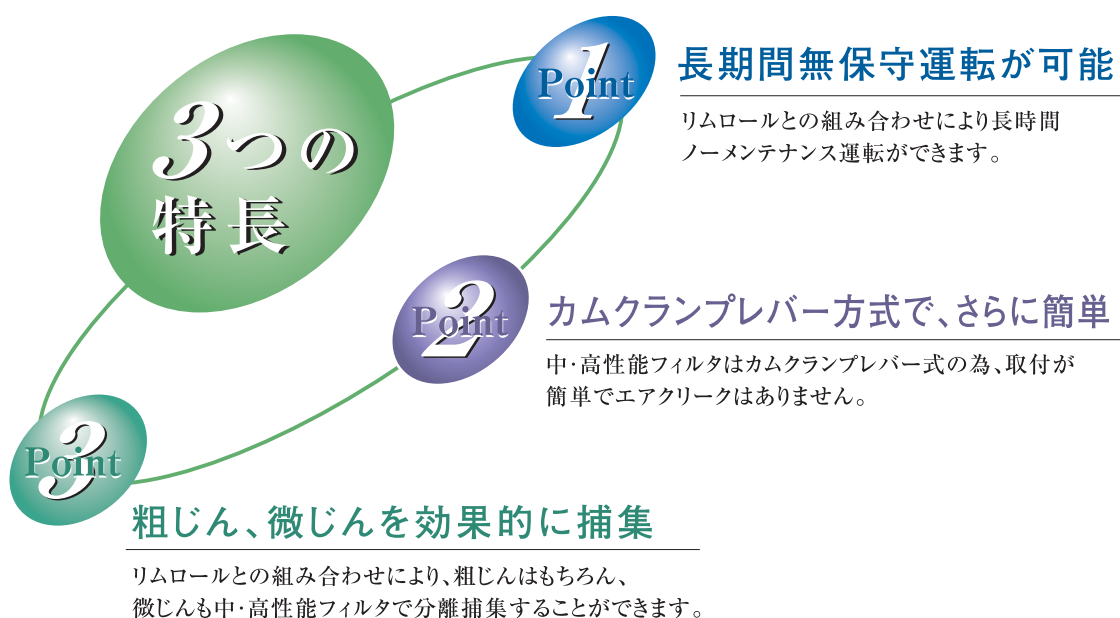 3つの
特長
Point 1
長期間無保守運転が可能
リムロールとの組み合わせにより長時間
ノーメンテナンス運転ができます。
Point 2
カムクランプレバー方式で、さらに簡単
中・高性能フィルタはカムクランプレバー式の為、取付が
簡単でエアクリークはありません。
Point 3
粗じん、微じんを効果的に捕集
リムロールとの組み合わせにより、粗じんはもちろん、
微じんも中・高性能フィルタで分離捕集することができます。